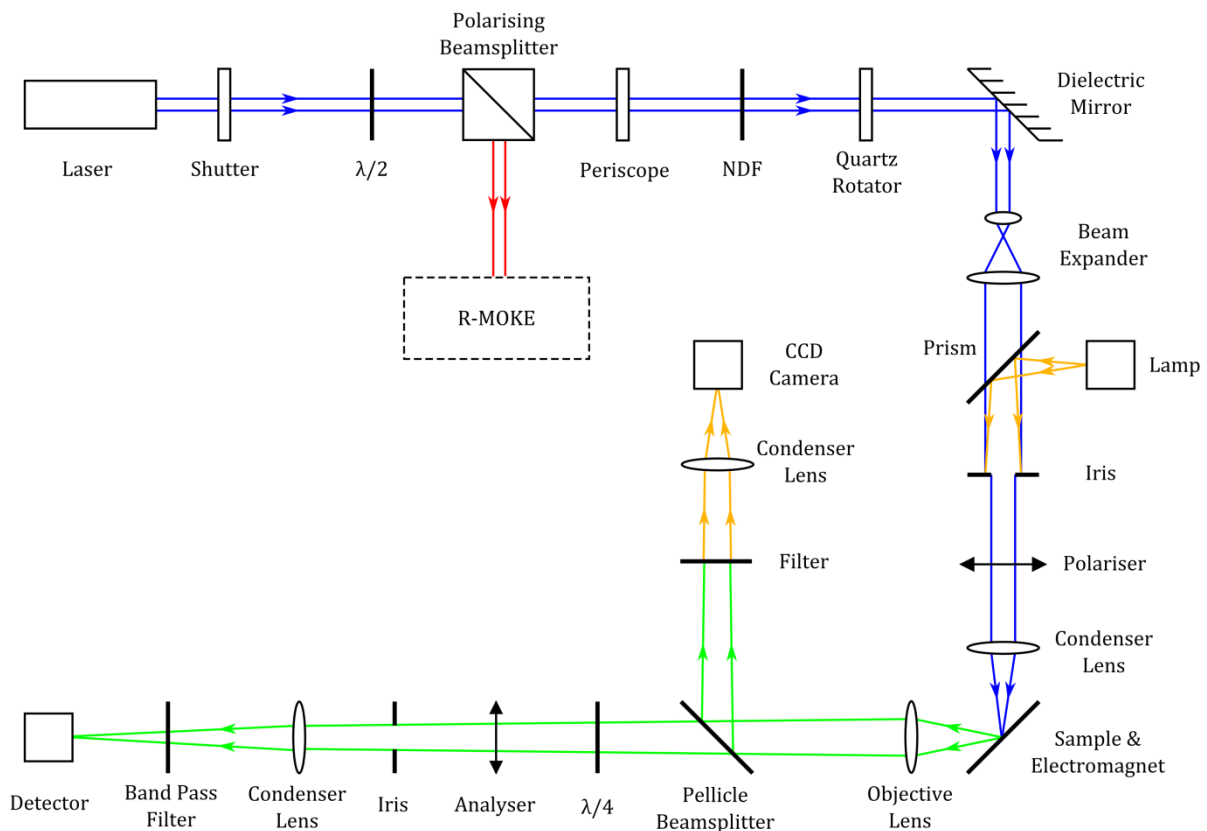 Polarising
Beamsplitter
Dielectric
Mirror
Laser
Shutter
λ/2
Periscope
NDF
Quartz
Rotator
Beam
Expander
R-MOKE
CCD
Camera
Prism
Lamp
Condenser
Lens
Iris
Filter
Polariser
Condenser
Lens
Sample &
Electromagnet
Detector
Band Pass
Filter
Condenser
Lens
Iris
Analyser
λ/4
Pellicle
Beamsplitter
Objective
Lens